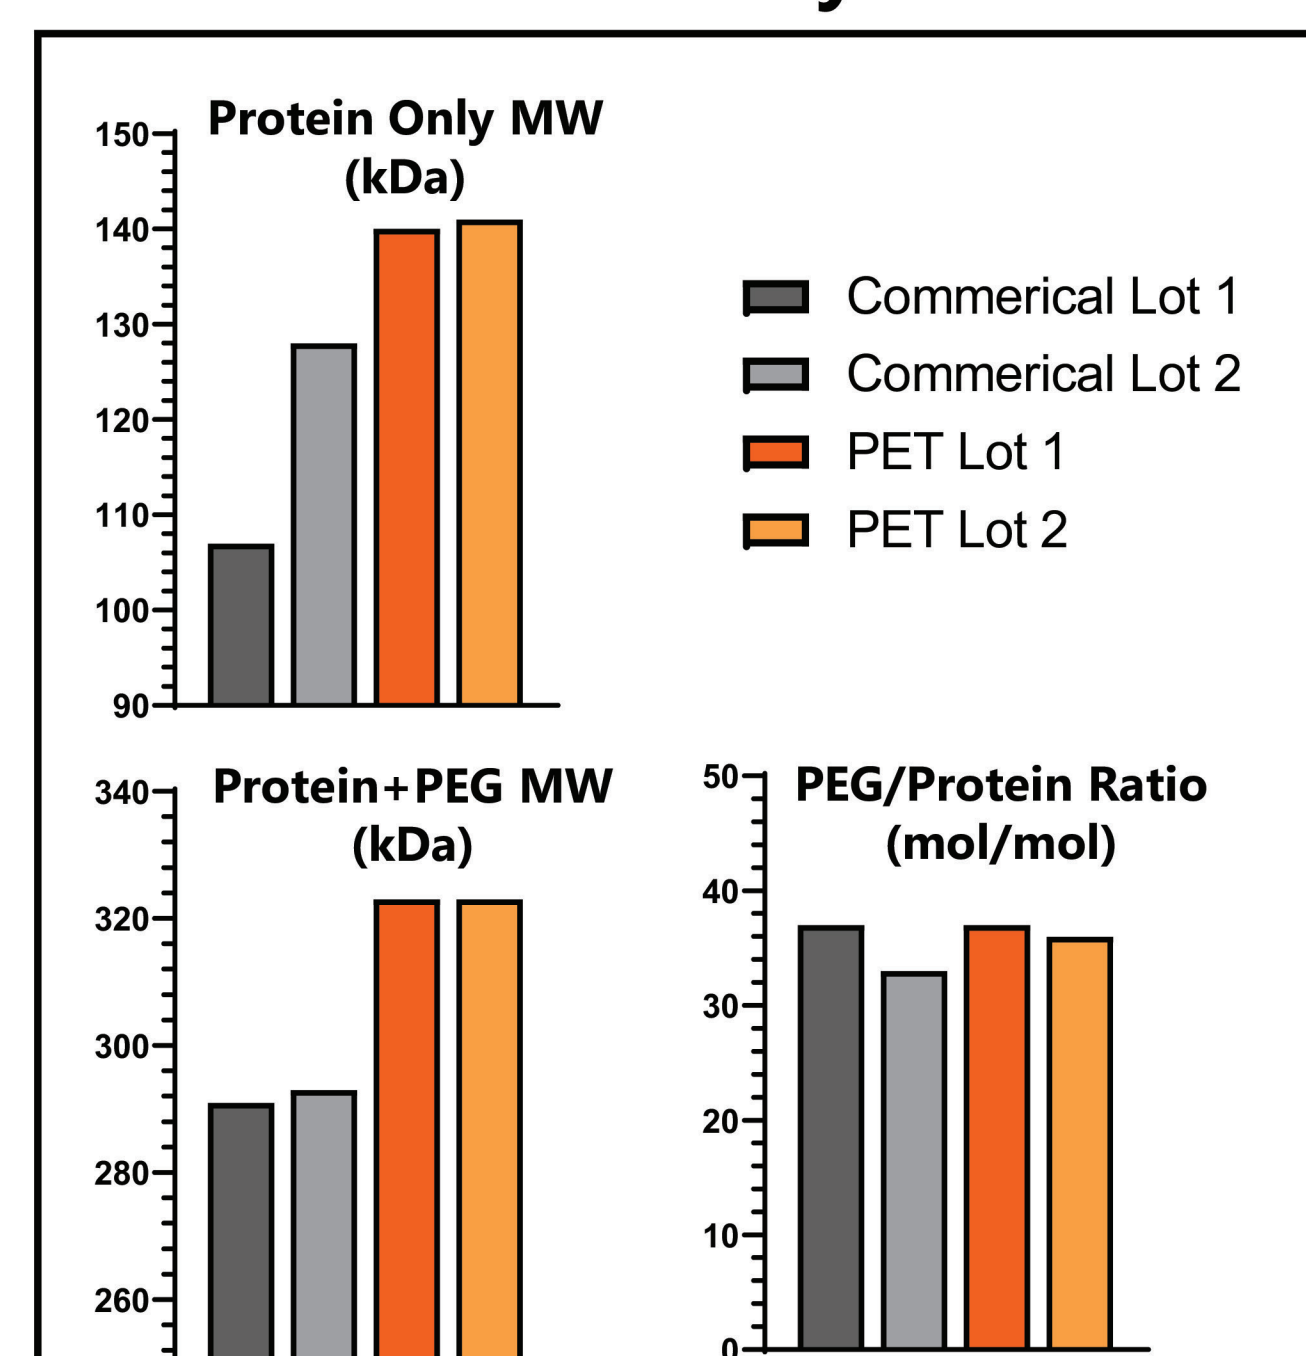 Protein Only MW
(kDa)
150
140
130
120
110
100
90
Commerical Lot 1
Commerical Lot 2
PET Lot 1
PET Lot 2
Protein+PEG MW
(kDa)
340
320
300
280
260
PEG/Protein Ratio
(mol/mol)
50
40
30
20
10
0